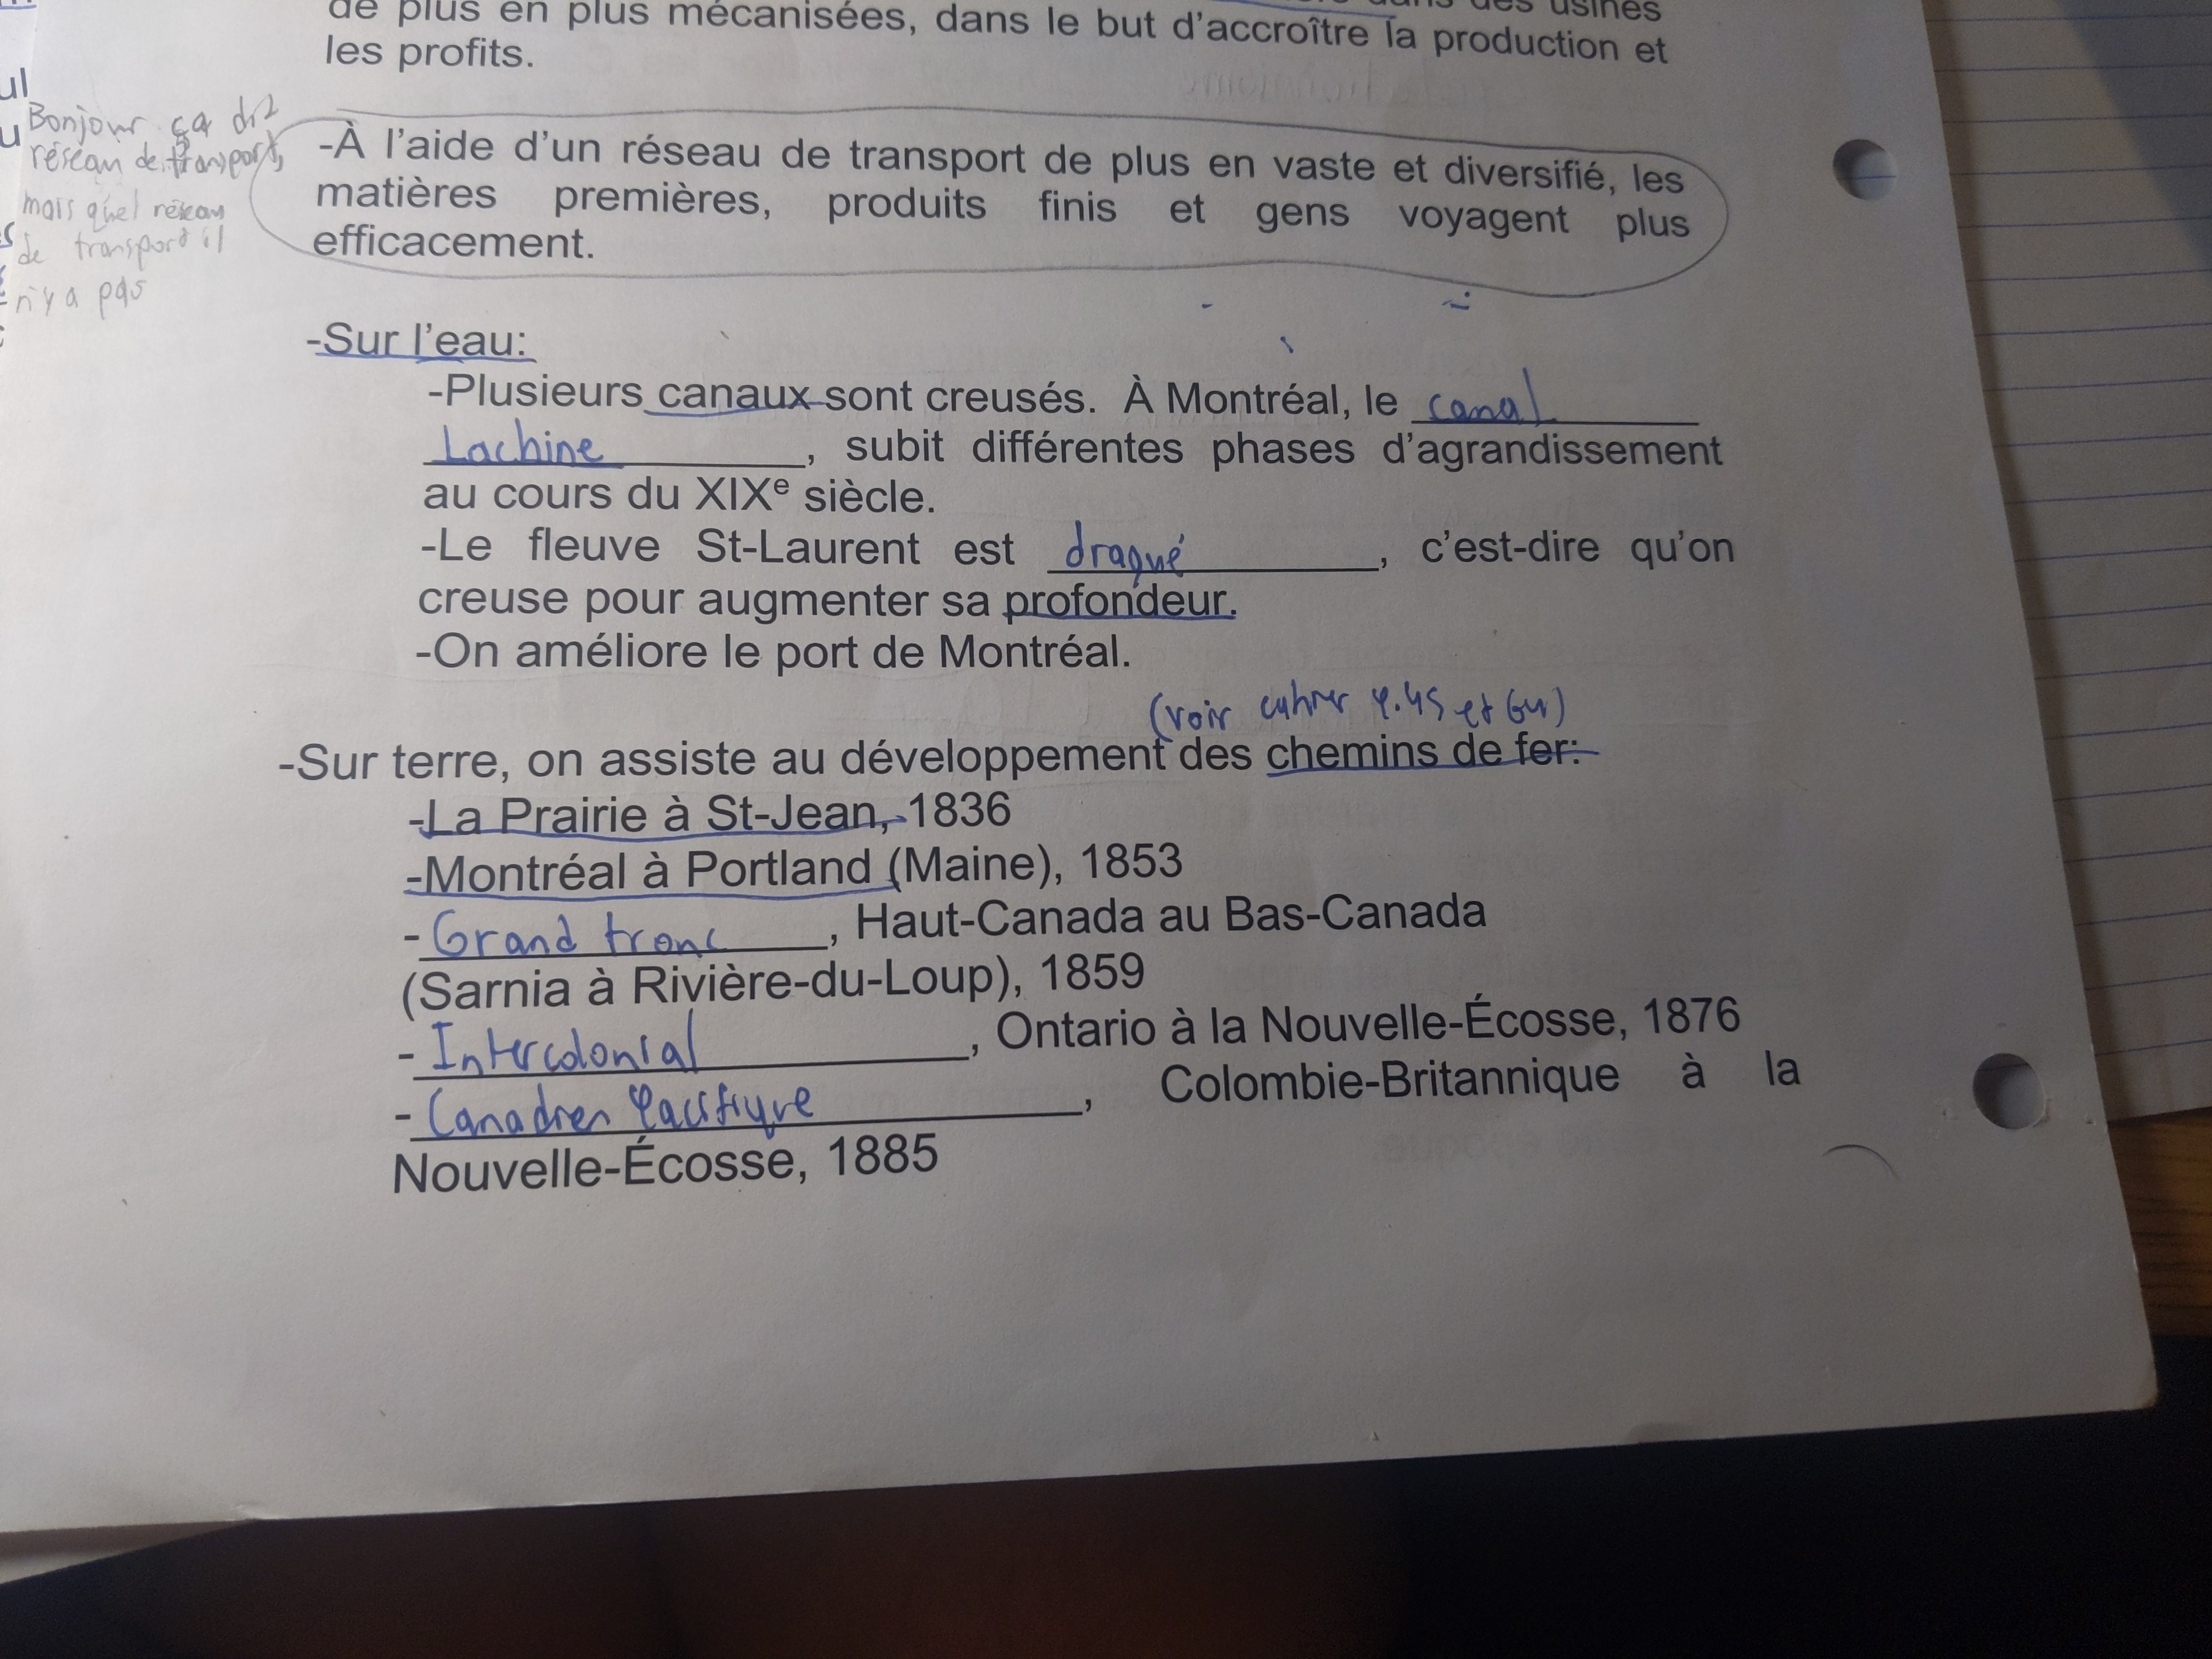 de plus en plus mécanisées, dans le but d'accroître la production et
les profits.
Bonjour ça dit
réseau de transport,
mais quel réseau
de transport il
n'y a pas
-À l'aide d'un réseau de transport de plus en vaste et diversifié, les
matières premières, produits finis et gens voyagent plus
efficacement.
-Sur l'eau:
-Plusieurs canaux sont creusés. À Montréal, le canal
Lachine, subit différentes phases d'agrandissement
au cours du XIXe siècle.
-Le fleuve St-Laurent est dragué, c'est-dire qu'on
creuse pour augmenter sa profondeur.
-On améliore le port de Montréal.
(voir cahier p.45 et 64)
-Sur terre, on assiste au développement des chemins de fer:
-La Prairie à St-Jean, 1836
-Montréal à Portland (Maine), 1853
-Grand tronc, Haut-Canada au Bas-Canada
(Sarnia à Rivière-du-Loup), 1859
-Intercolonial, Ontario à la Nouvelle-Écosse, 1876
-Canadien Pacifique, Colombie-Britannique à la
Nouvelle-Écosse, 1885